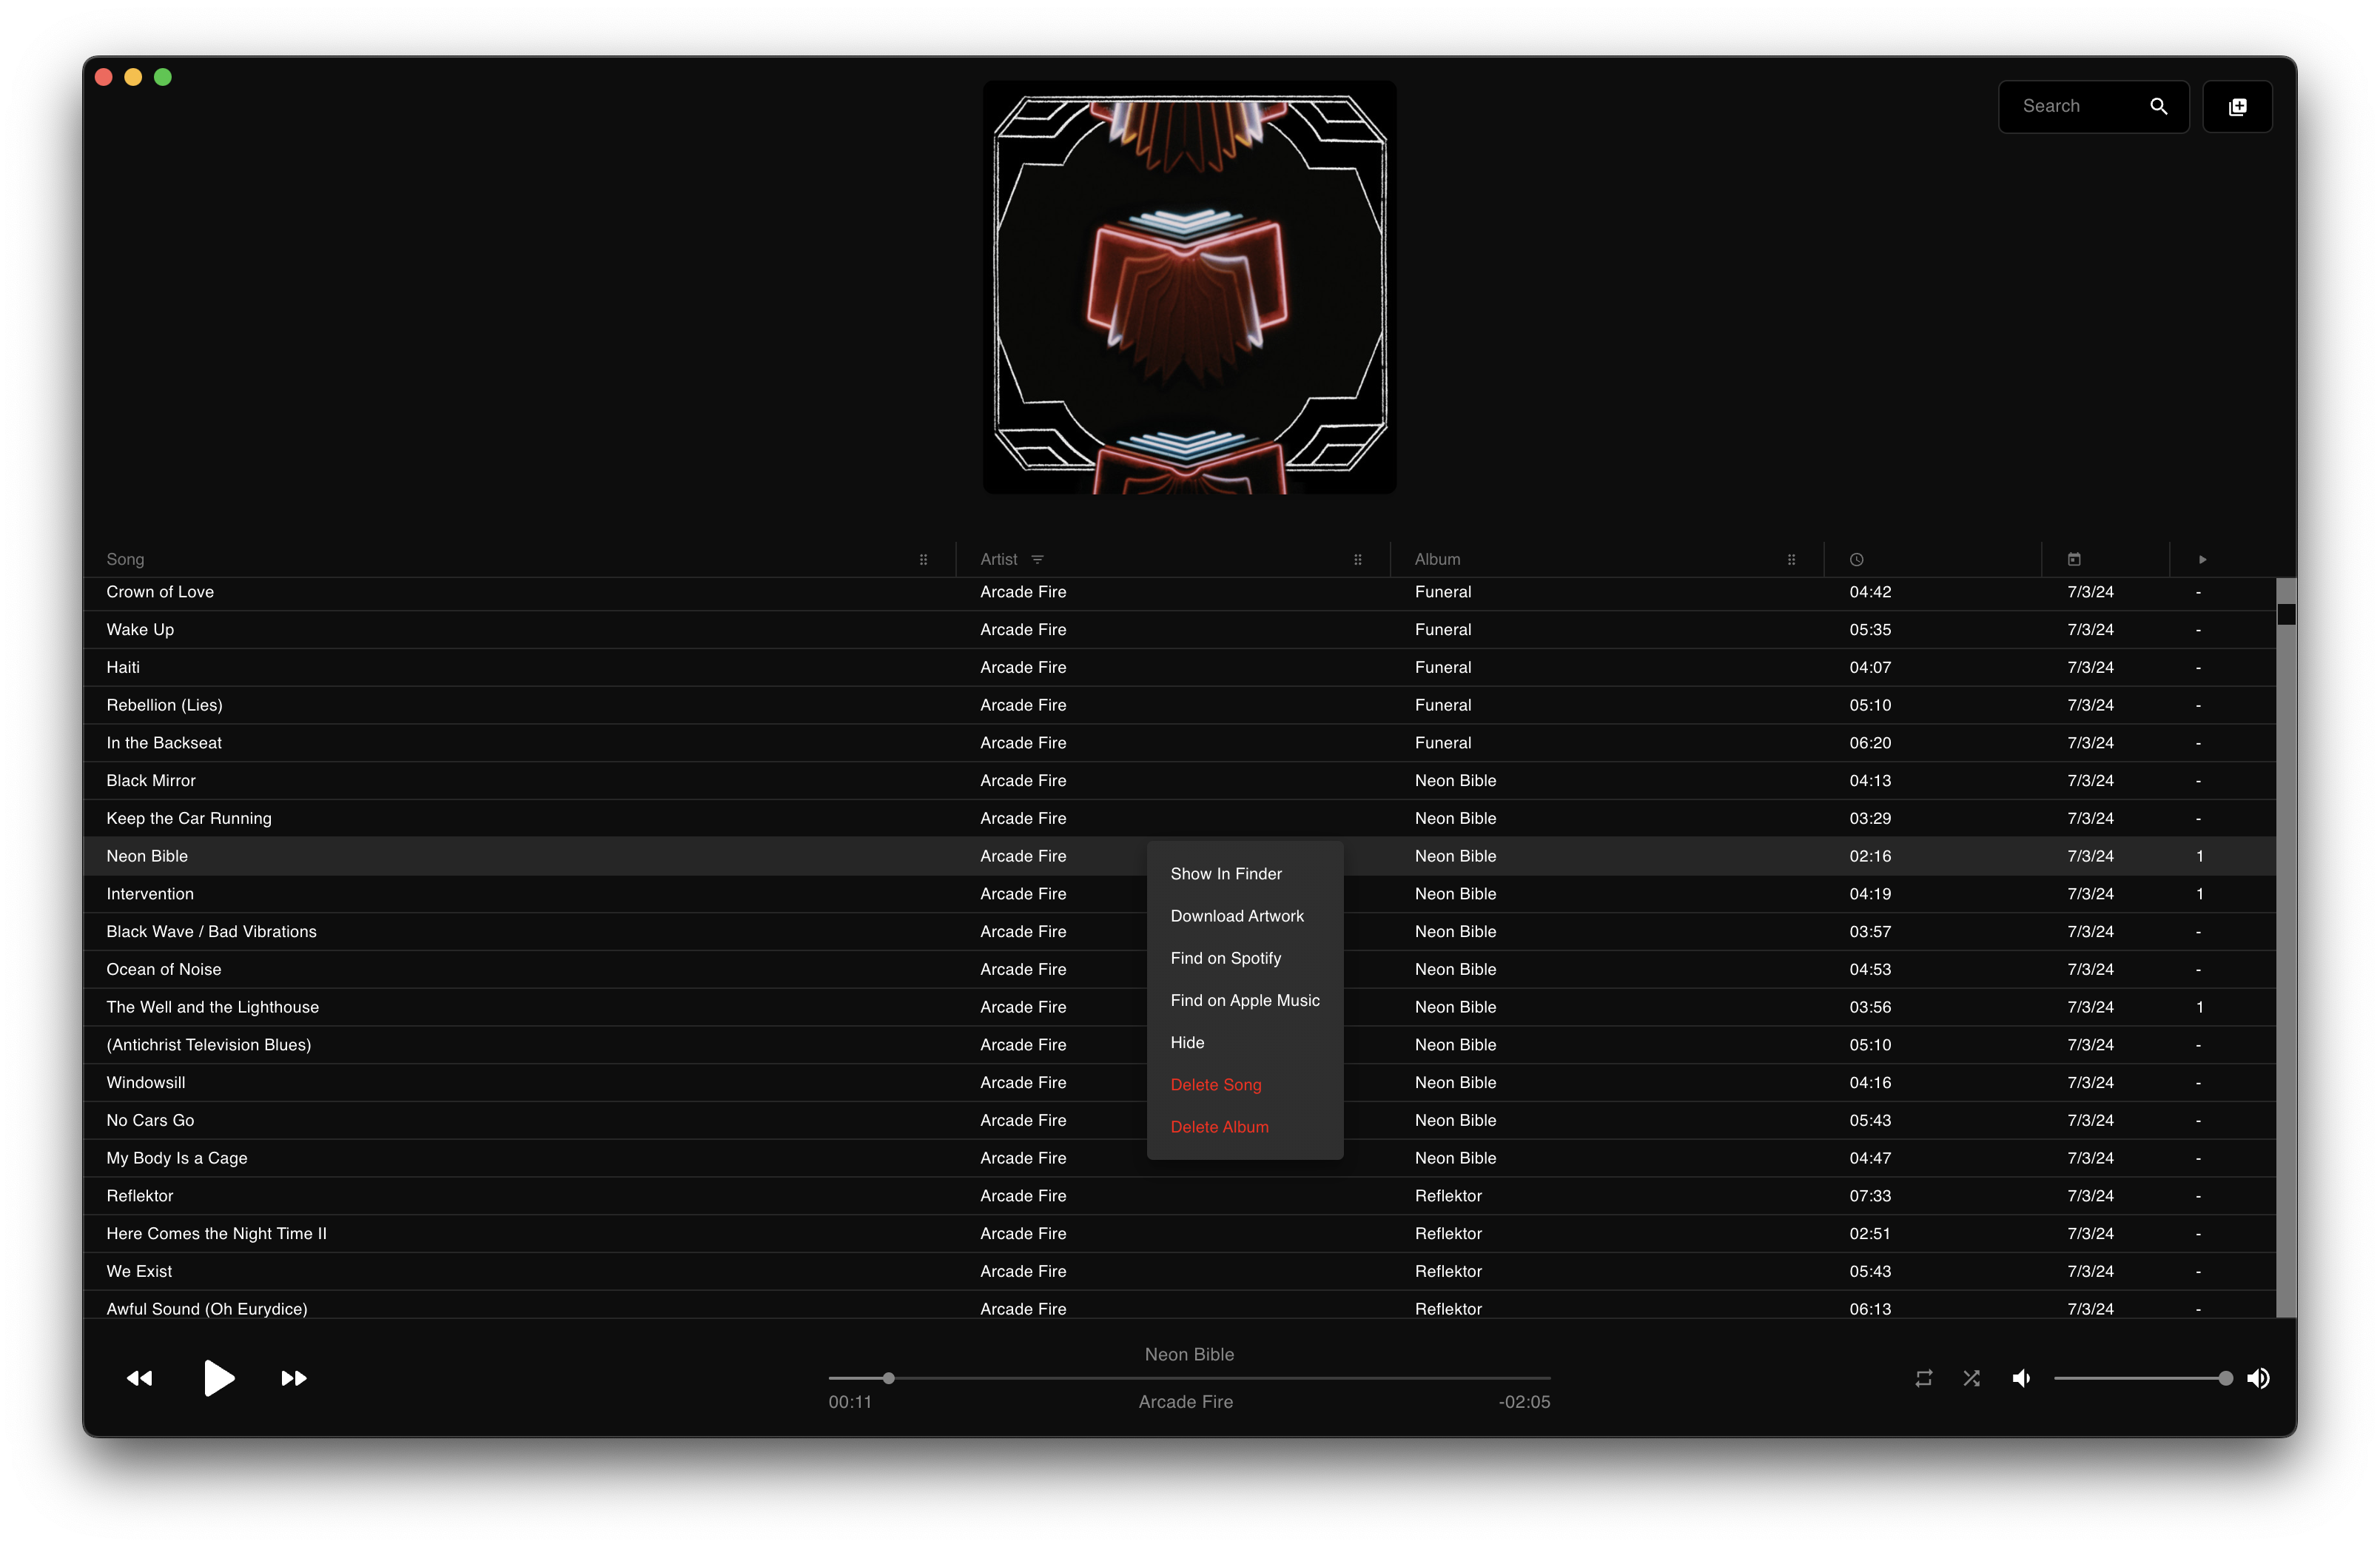 Search
Song Artist Album
Crown of Love Arcade Fire Funeral 04:42 7/3/24 -
Wake Up Arcade Fire Funeral 05:35 7/3/24 -
Haiti Arcade Fire Funeral 04:07 7/3/24 -
Rebellion (Lies) Arcade Fire Funeral 05:10 7/3/24 -
In the Backseat Arcade Fire Funeral 06:20 7/3/24 -
Black Mirror Arcade Fire Neon Bible 04:13 7/3/24 -
Keep the Car Running Arcade Fire Neon Bible 03:29 7/3/24 -
Neon Bible Arcade Fire Neon Bible 02:16 7/3/24 1
Intervention Arcade Fire Neon Bible 04:19 7/3/24 1
Black Wave / Bad Vibrations Arcade Fire Neon Bible 03:57 7/3/24 -
Ocean of Noise Arcade Fire Neon Bible 04:53 7/3/24 -
The Well and the Lighthouse Arcade Fire Neon Bible 03:56 7/3/24 1
(Antichrist Television Blues) Arcade Fire Neon Bible 05:10 7/3/24 -
Windowsill Arcade Fire Neon Bible 04:16 7/3/24 -
No Cars Go Arcade Fire Neon Bible 05:43 7/3/24 -
My Body Is a Cage Arcade Fire Neon Bible 04:47 7/3/24 -
Reflektor Arcade Fire Reflektor 07:33 7/3/24 -
Here Comes the Night Time II Arcade Fire Reflektor 02:51 7/3/24 -
We Exist Arcade Fire Reflektor 05:43 7/3/24 -
Awful Sound (Oh Eurydice) Arcade Fire Reflektor 06:13 7/3/24 -
Show In Finder
Download Artwork
Find on Spotify
Find on Apple Music
Hide
Delete Song
Delete Album
Neon Bible
00:11 Arcade Fire -02:05